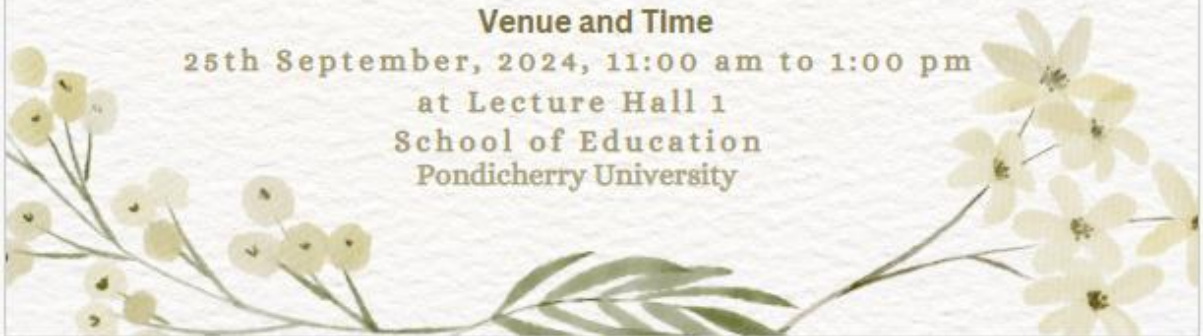 Venue and Time
25th September, 2024, 11:00 am to 1:00 pm
at Lecture Hall 1
School of Education
Pondicherry University